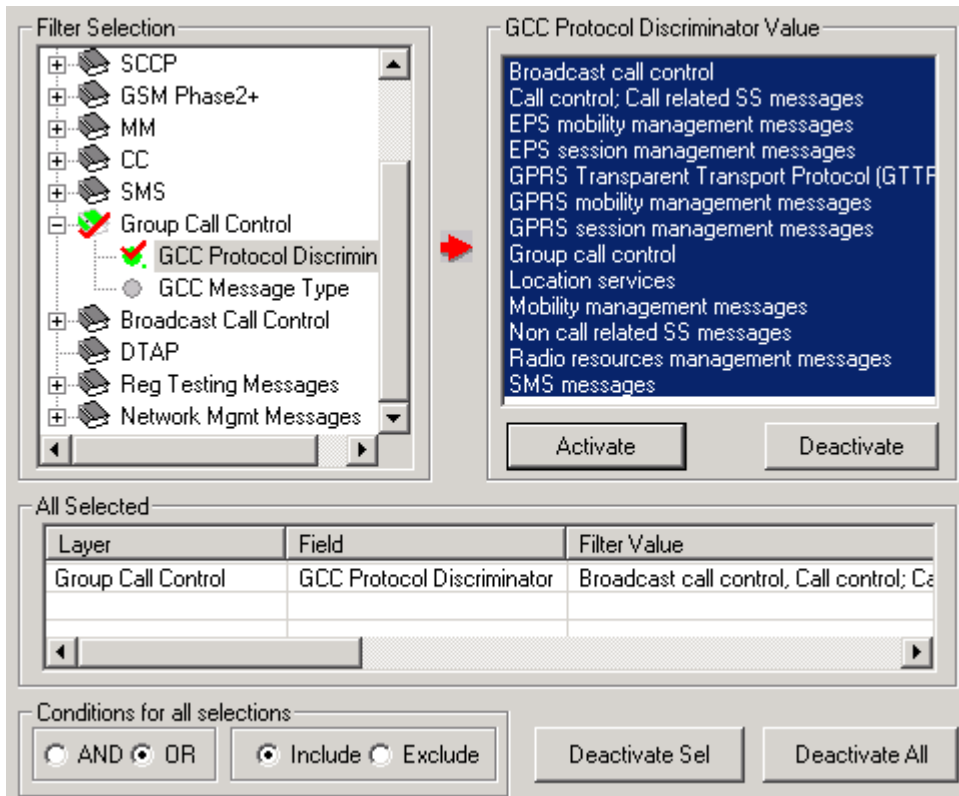 Filter Selection
SCCP
GSM Phase2+
MM
CC
SMS
Group Call Control
GCC Protocol Discrimin
GCC Message Type
Broadcast Call Control
DTAP
Reg Testing Messages
Network Mgmt Messages
GCC Protocol Discriminator Value
Broadcast call control
Call control; Call related SS messages
EPS mobility management messages
EPS session management messages
GPRS Transparent Transport Protocol (GTTP
GPRS mobility management messages
GPRS session management messages
Group call control
Location services
Mobility management messages
Non call related SS messages
Radio resources management messages
SMS messages
Activate Deactivate
All Selected
Layer Field Filter Value
Group Call Control GCC Protocol Discriminator Broadcast call control, Call control; Ca
Conditions for all selections
AND OR Include Exclude Deactivate Sel Deactivate All